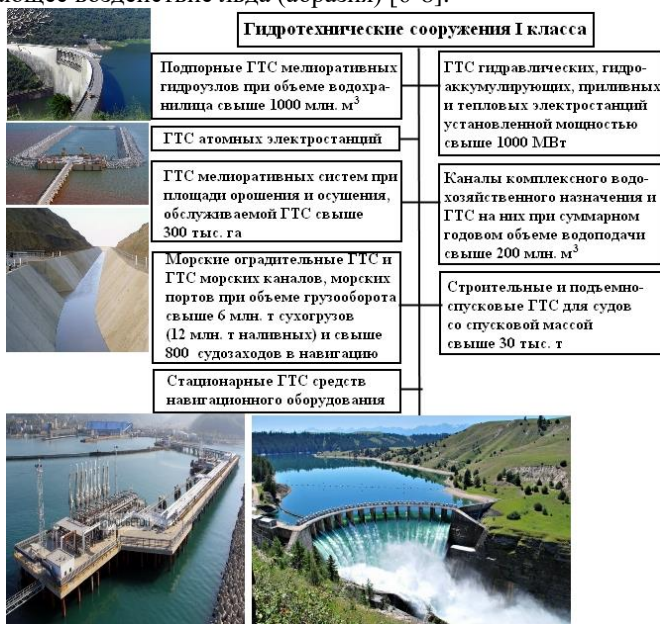 воздействие льда (абразия) [6-8].
Гидротехнические сооружения I класса
Подпорные ГТС мелиоративных
гидроузлов при объеме водохра-
нилища свыше 1000 млн. м³
ГТС атомных электростанций
ГТС мелиоративных систем при
площади орошения и осушения,
обслуживаемой ГТС свыше
300 тыс. га
Морские оградительные ГТС и
ГТС морских каналов, морских
портов при объеме грузооборота
свыше 6 млн. т сухогрузов
(12 млн. т наливных) и свыше
800 судозаходов в навигацию
Стационарные ГТС средств
навигационного оборудования
ГТС гидравлических, гидро-
аккумулирующих, приливных
и тепловых электростанций
установленной мощностью
свыше 1000 МВт
Каналы комплексного водо-
хозяйственного назначения и
ГТС на них при суммарном
годовом объеме водоподачи
свыше 200 млн. м³
Строительные и подъемно-
спусковые ГТС для судов
со спусковой массой
свыше 30 тыс. т